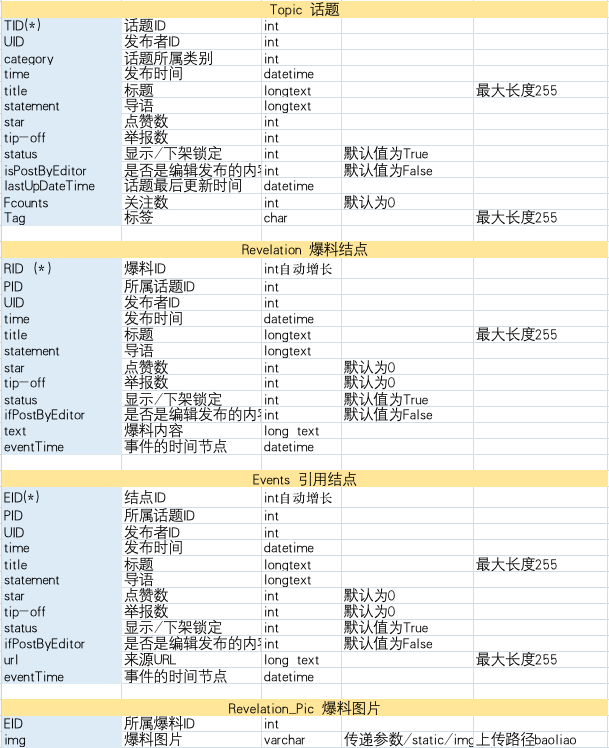 Topic 话题
TID(*) 话题ID int
UID 发布者ID int
category 话题所属类别 int
time 发布时间 datetime
title 标题 longtext 最大长度255
statement 导语 longtext
star 点赞数 int
tip-off 举报数 int
status 显示/下架锁定 int 默认值为True
isPostByEditor 是否是编辑发布的内容 int 默认值为False
lastUpDateTime 话题最后更新时间 datetime
Fcounts 关注数 int 默认为0
Tag 标签 char 最大长度255
Revelation 爆料结点
RID (*) 爆料ID int自动增长
PID 所属话题ID int
UID 发布者ID int
time 发布时间 datetime
title 标题 longtext 最大长度255
statement 导语 longtext
star 点赞数 int 默认为0
tip-off 举报数 int 默认为0
status 显示/下架锁定 int 默认值为True
ifPostByEditor 是否是编辑发布的内容 int 默认值为False
text 爆料内容 long text
eventTime 事件的时间节点 datetime
Events 引用结点
EID(*) 结点ID int自动增长
PID 所属话题ID int
UID 发布者ID int
time 发布时间 datetime
title 标题 longtext 最大长度255
statement 导语 longtext
star 点赞数 int 默认为0
tip-off 举报数 int 默认为0
status 显示/下架锁定 int 默认值为True
ifPostByEditor 是否是编辑发布的内容 int 默认值为False
url 来源URL long text 最大长度255
eventTime 事件的时间节点 datetime
Revelation_Pic 爆料图片
EID 所属爆料ID int
img 爆料图片 varchar 传递参数/static/img 上传路径baoliao